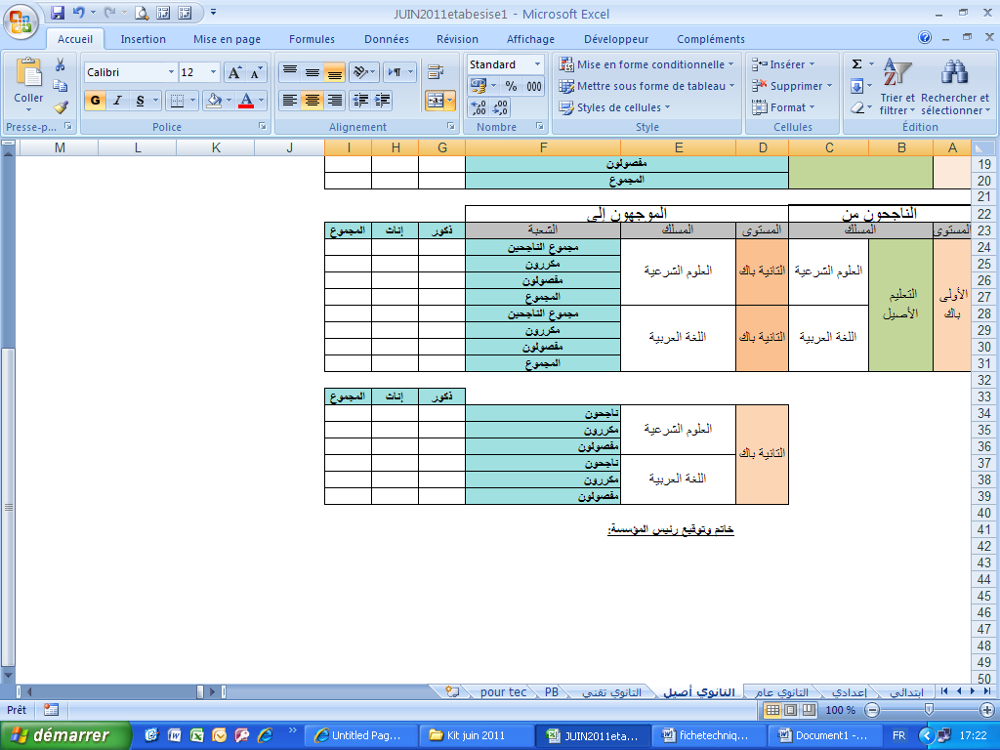 JUIN2011etabesise1 - Microsoft Excel
Accueil Insertion Mise en page Formules Données Révision Affichage Développeur Compléments
Coller
Presse-p...
Calibri 12
G I S
Police
Alignement
Standard
% 000
Nombre
Mise en forme conditionnelle
Mettre sous forme de tableau
Styles de cellules
Style
Insérer
Supprimer
Format
Cellules
Σ
Trier et filtrer
Rechercher et sélectionner
Édition
M L K J I H G F E D C B A
19 مفصولون
20 المجموع
21
22 الناجحون من الموجهون إلى
23 المستوى المسلك المستوى المسلك الشعبة ذكور إناث المجموع
الأولى باك
التعليم الأصيل
العلوم الشرعية الثانية باك العلوم الشرعية
24 مجموع الناجحين
25 مكررون
26 مفصولون
27 المجموع
اللغة العربية الثانية باك اللغة العربية
28 مجموع الناجحين
29 مكررون
30 مفصولون
31 المجموع
32
33 ذكور إناث المجموع
الثانية باك
العلوم الشرعية
34 ناجحون
35 مكررون
36 مفصولون
اللغة العربية
37 ناجحون
38 مكررون
39 مفصولون
40
41 خاتم وتوقيع رئيس المؤسسة:
42
43
44
45
46
47
48
49
50
ابتدائي إعدادي الثانوي عام الثانوي أصيل الثانوي تقني PB pour tec
Prêt 100 %
démarrer Untitled Pag... Kit juin 2011 JUIN2011eta... fichetechniq... Document1 -... FR 17:22